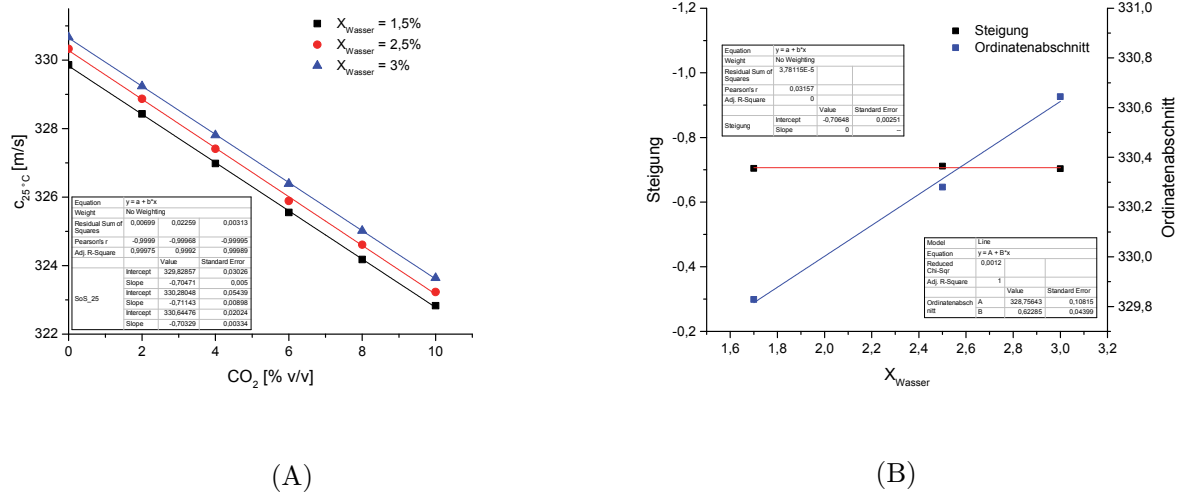 X_Wasser = 1,5%
X_Wasser = 2,5%
X_Wasser = 3%
c_25 °C [m/s]
330
328
326
324
322
0 2 4 6 8 10
CO_2 [% v/v]
Equation y = a + b*x
Weight No Weighting
Residual Sum of Squares 0,00699 0,02259 0,00313
Pearson's r -0,9999 -0,99968 -0,99995
Adj. R-Square 0,99975 0,9992 0,99989
Value Standard Error
SoS_25
Intercept 329,82857 0,03026
Slope -0,70471 0,005
Intercept 330,28048 0,05439
Slope -0,71143 0,00898
Intercept 330,64476 0,02024
Slope -0,70329 0,00334
(A)
Steigung
Ordinatenabschnitt
Steigung
-1,2
-1,0
-0,8
-0,6
-0,4
-0,2
Equation y = a + b*x
Weight No Weighting
Residual Sum of
Squares
3,78115E-5
Pearson's r 0,03157
Adj. R-Square 0
Value Standard Error
Steigung
Intercept -0,70648 0,00251
Slope 0 --
Model Line
Equation y = A + B*x
Reduced
Chi-Sqr
0,0012
Adj. R-Square 1
Value Standard Error
Ordinatenabsch
nitt
A 328,75643 0,10815
B 0,62285 0,04399
331,0
330,8
330,6
330,4
330,2
330,0
329,8
Ordinatenabschnitt
1,6 1,8 2,0 2,2 2,4 2,6 2,8 3,0 3,2
X_Wasser
(B)